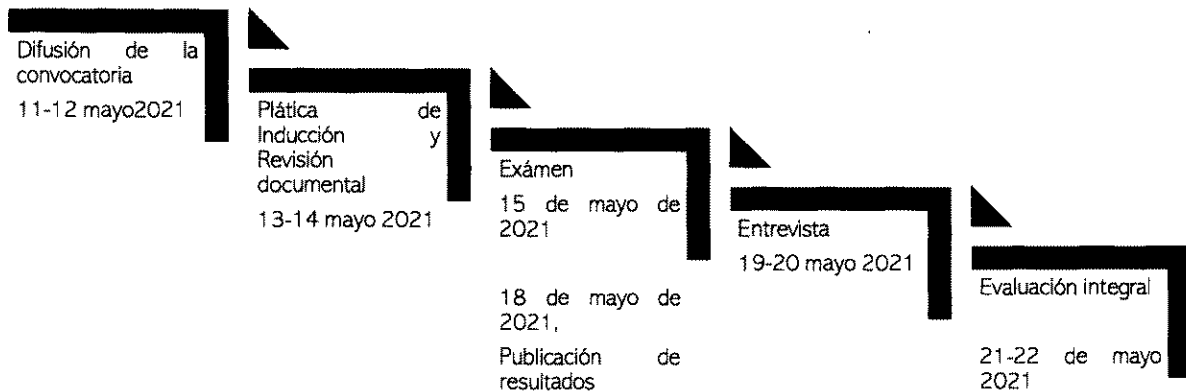 Difusión de la
convocatoria
11-12 mayo2021
Plática de
Inducción y
Revisión
documental
13-14 mayo 2021
Exámen
15 de mayo de
2021
18 de mayo de
2021,
Publicación de
resultados
Entrevista
19-20 mayo 2021
Evaluación integral
21-22 de mayo
2021